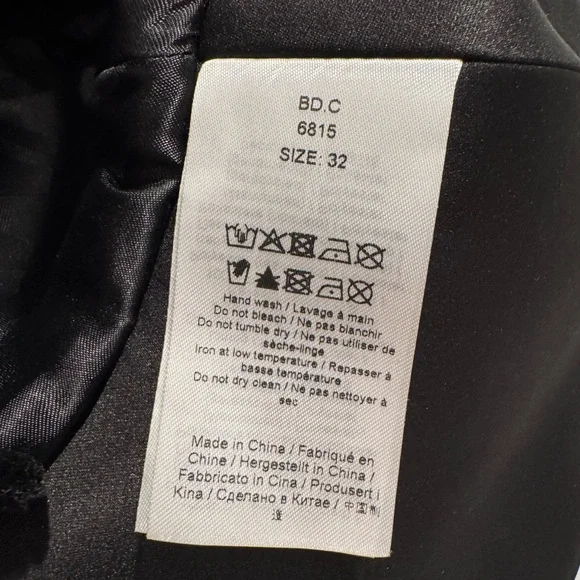 BD.C
6815
SIZE: 32
Hand wash / Lavage à main
Do not bleach / Ne pas bianchir
Do not tumble dry / Ne pas utiliser de
sèche-linge
Iron at low temperature / Repasser à
basse température
Do not dry clean / Ne pas nettoyer à
sec
Made in China / Fabriqué en
Chine / Hergesteilt in China /
Fabbricato in Cina / Produsert i
Kina / Сделано в Китае / 中国制
造